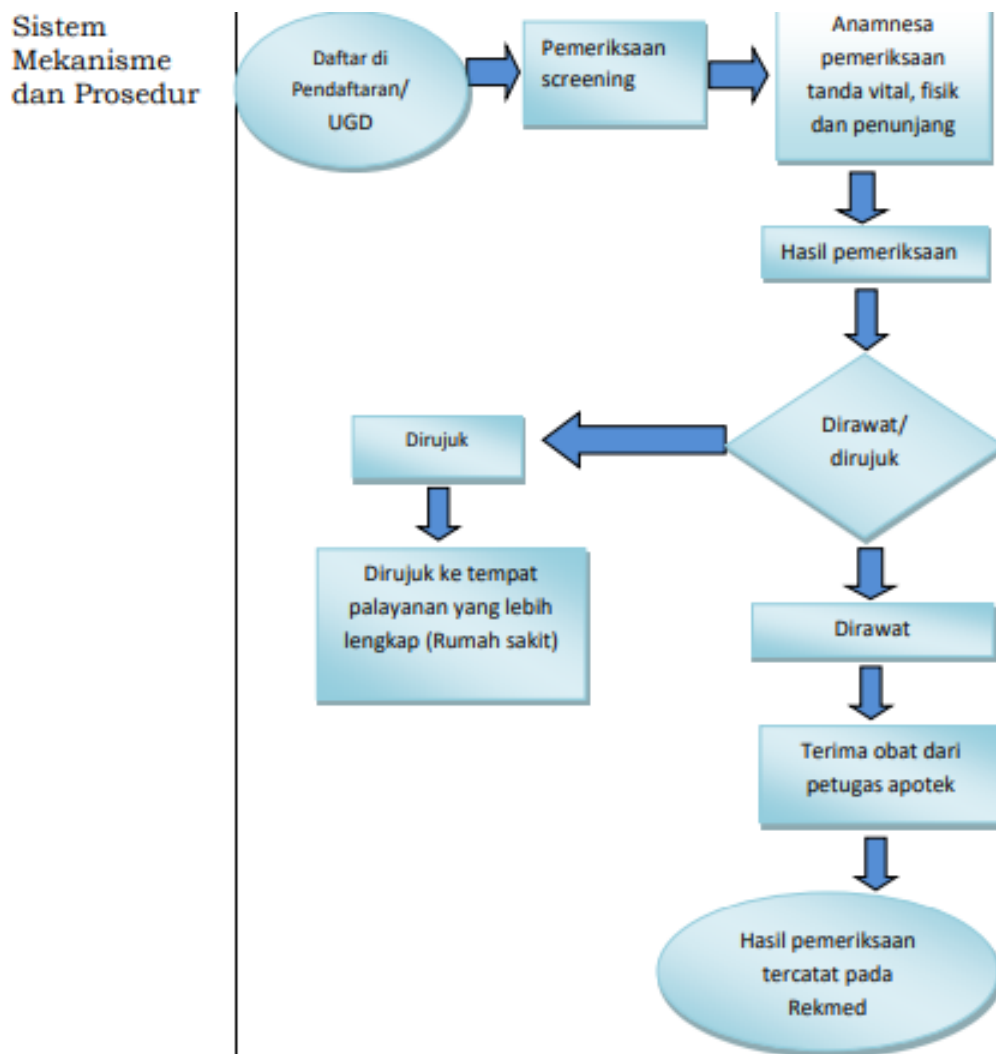 Sistem
Mekanisme
dan Prosedur
Daftar di
Pendaftaran/
UGD
Pemeriksaan
screening
Anamnesa
pemeriksaan
tanda vital, fisik
dan penunjang
Hasil pemeriksaan
Dirawat/
dirujuk
Dirujuk
Dirujuk ke tempat
palayanan yang lebih
lengkap (Rumah sakit)
Dirawat
Terima obat dari
petugas apotek
Hasil pemeriksaan
tercatat pada
Rekmed